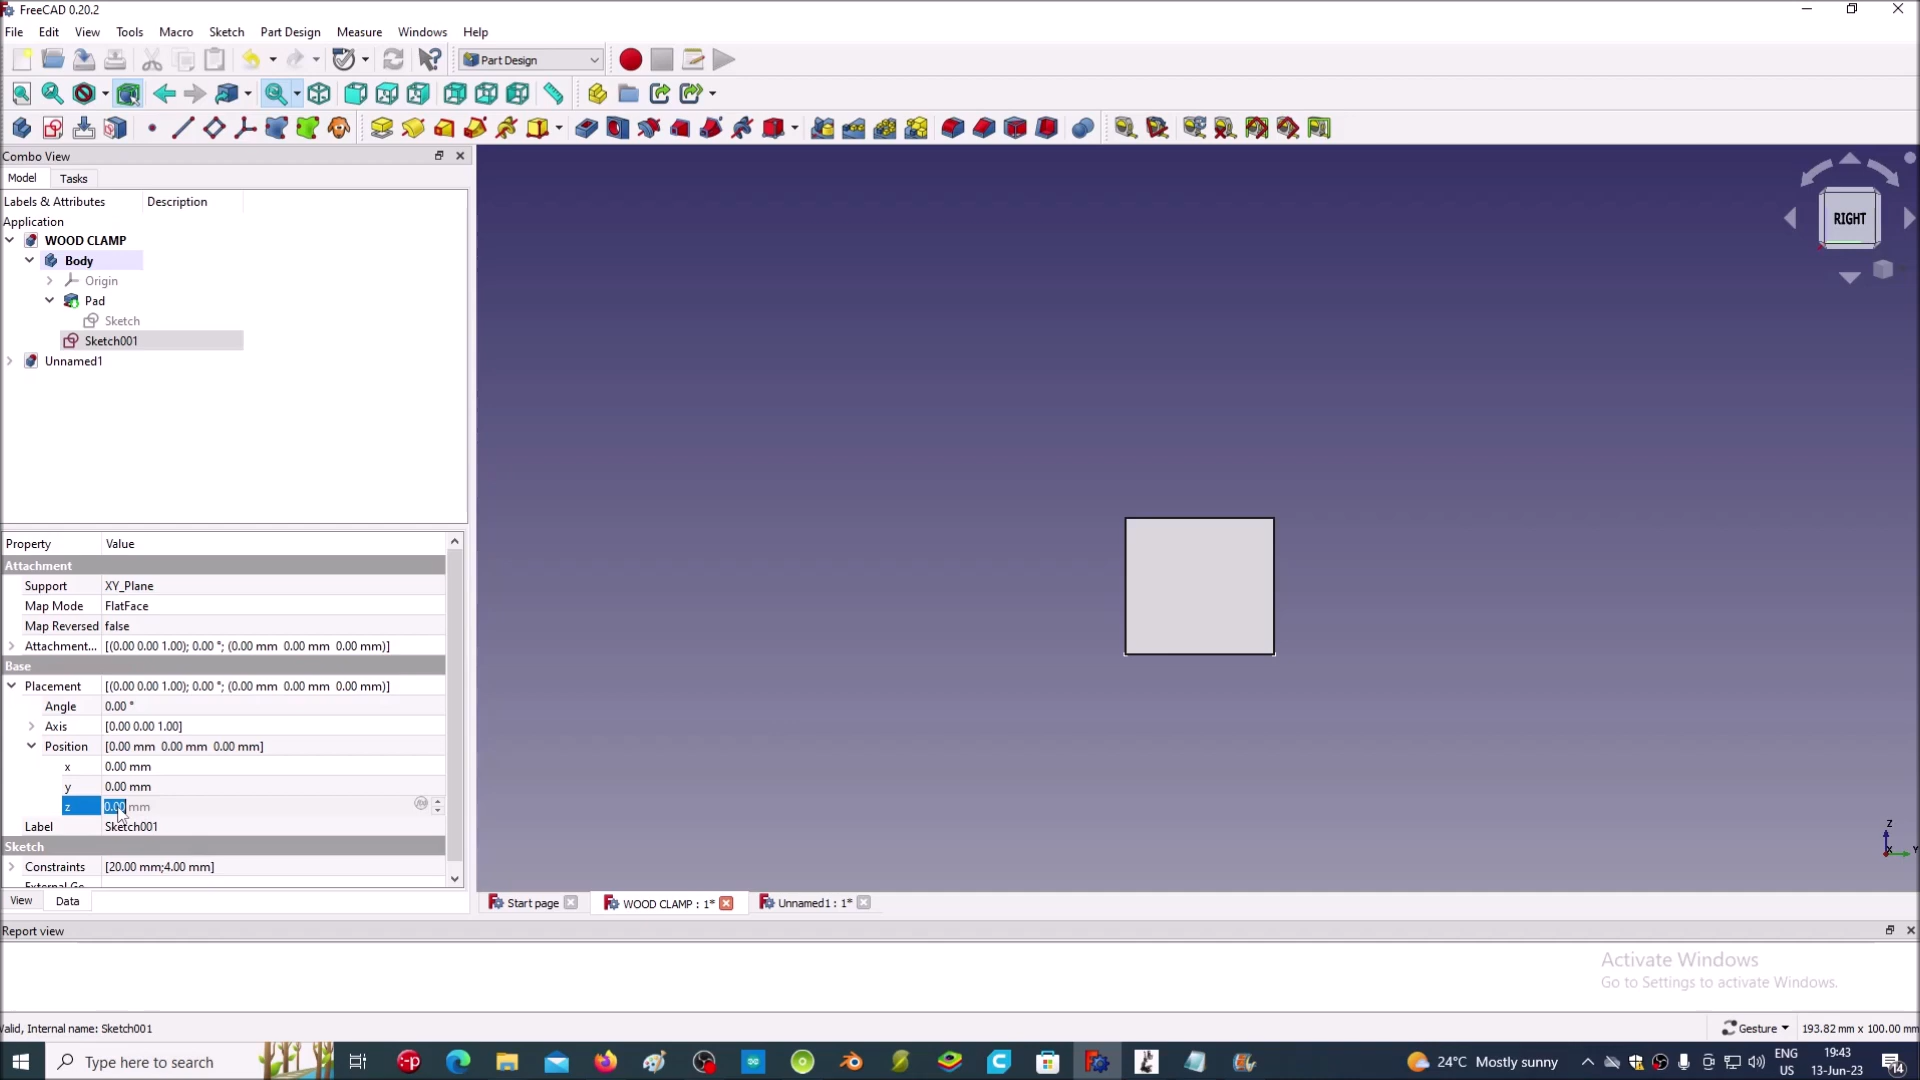 FreeCAD 0.20.2
File Edit View Tools Macro Sketch Part Design Measure Windows Help
Part Design
Combo View
Model Tasks
Labels & Attributes Description
Application
WOOD CLAMP
Body
Origin
Pad
Sketch
Sketch001
Unnamed1
RIGHT
Property Value
Attachment
Support XY_Plane
Map Mode FlatFace
Map Reversed false
Attachment... [(0.00 0.00 1.00); 0.00 °; (0.00 mm 0.00 mm 0.00 mm)]
Base
Placement [(0.00 0.00 1.00); 0.00 °; (0.00 mm 0.00 mm 0.00 mm)]
Angle 0.00 °
Axis [0.00 0.00 1.00]
Position [0.00 mm 0.00 mm 0.00 mm]
x 0.00 mm
y 0.00 mm
z 0.00 mm
Label Sketch001
Sketch
Constraints [20.00 mm;4.00 mm]
View Data
Start page WOOD CLAMP : 1* Unnamed1 : 1*
Z
Y
Report view
Activate Windows
Go to Settings to activate Windows.
Valid, Internal name: Sketch001
Gesture 193.82 mm x 100.00 mm
Type here to search
24°C Mostly sunny
ENG
US
19:43
13-Jun-23
14